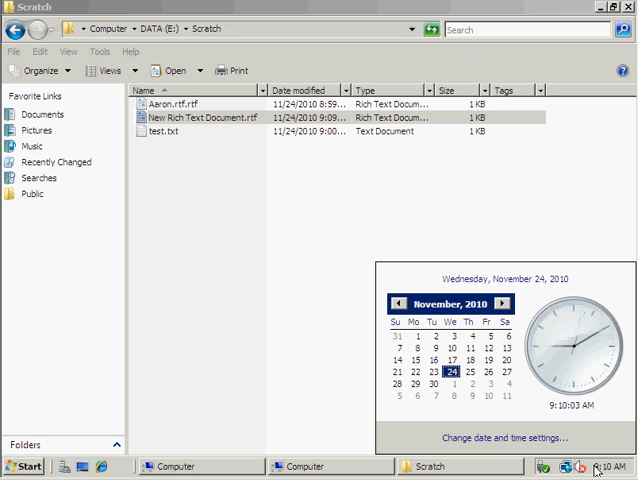 Scratch
Computer ▸ DATA (E:) ▸ Scratch
Search
File Edit View Tools Help
Organize Views Open Print ?
Favorite Links
Documents
Pictures
Music
Recently Changed
Searches
Public
Folders
Name Date modified Type Size Tags
Aaron.rtf.rtf 11/24/2010 8:59... Rich Text Docum... 1 KB
New Rich Text Document.rtf 11/24/2010 9:09... Rich Text Docum... 1 KB
test.txt 11/24/2010 9:00... Text Document 1 KB
Wednesday, November 24, 2010
November, 2010
Su Mo Tu We Th Fr Sa
31 1 2 3 4 5 6
7 8 9 10 11 12 13
14 15 16 17 18 19 20
21 22 23 24 25 26 27
28 29 30 1 2 3 4
5 6 7 8 9 10 11
9:10:03 AM
Change date and time settings...
Start Computer Computer Scratch 9:10 AM